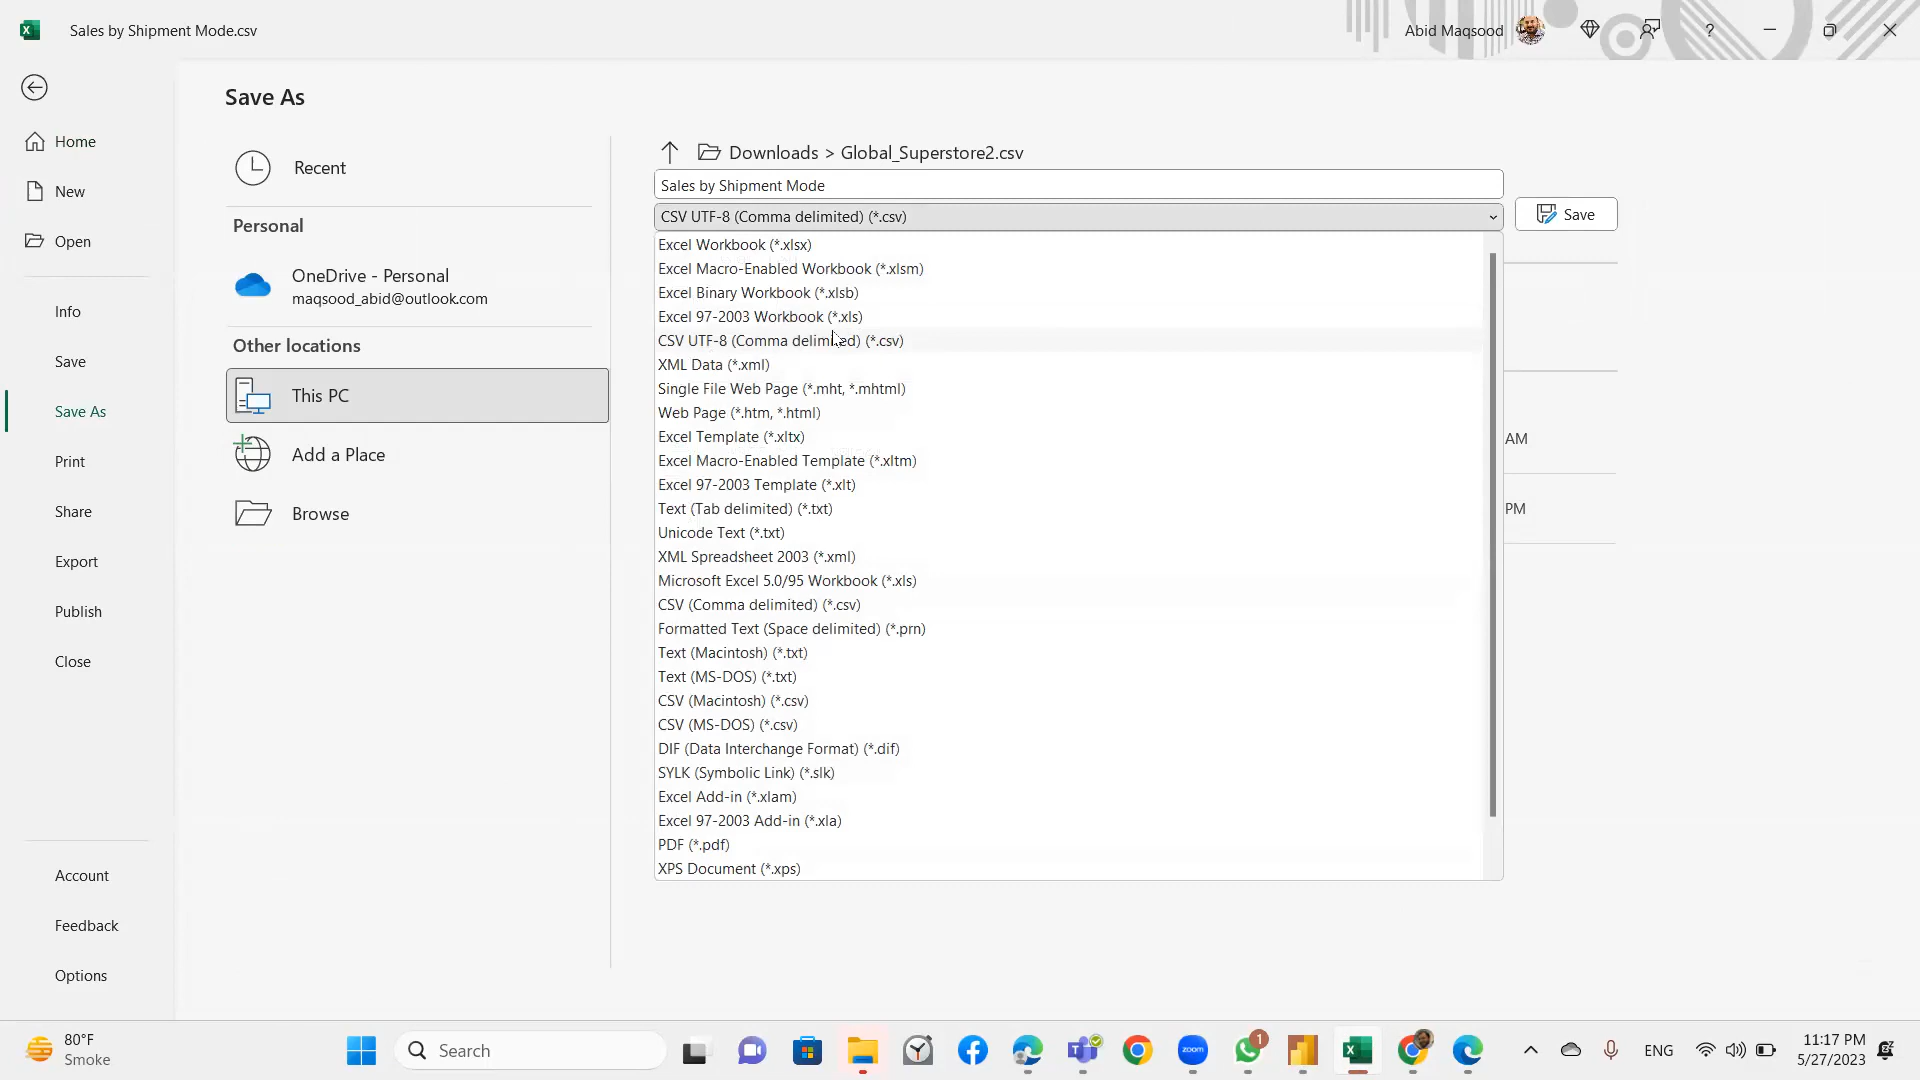 Sales by Shipment Mode.csv
Abid Maqsood
?
Save As
Home
New
Open
Info
Save
Save As
Print
Share
Export
Publish
Close
Account
Feedback
Options
Recent
Personal
OneDrive - Personal
maqsood_abid@outlook.com
Other locations
This PC
Add a Place
Browse
Downloads > Global_Superstore2.csv
Sales by Shipment Mode
CSV UTF-8 (Comma delimited) (*.csv)
Save
Excel Workbook (*.xlsx)
Excel Macro-Enabled Workbook (*.xlsm)
Excel Binary Workbook (*.xlsb)
Excel 97-2003 Workbook (*.xls)
CSV UTF-8 (Comma delimited) (*.csv)
XML Data (*.xml)
Single File Web Page (*.mht, *.mhtml)
Web Page (*.htm, *.html)
Excel Template (*.xltx)
Excel Macro-Enabled Template (*.xltm)
Excel 97-2003 Template (*.xlt)
Text (Tab delimited) (*.txt)
Unicode Text (*.txt)
XML Spreadsheet 2003 (*.xml)
Microsoft Excel 5.0/95 Workbook (*.xls)
CSV (Comma delimited) (*.csv)
Formatted Text (Space delimited) (*.prn)
Text (Macintosh) (*.txt)
Text (MS-DOS) (*.txt)
CSV (Macintosh) (*.csv)
CSV (MS-DOS) (*.csv)
DIF (Data Interchange Format) (*.dif)
SYLK (Symbolic Link) (*.slk)
Excel Add-in (*.xlam)
Excel 97-2003 Add-in (*.xla)
PDF (*.pdf)
XPS Document (*.xps)
AM
PM
80°F
Smoke
Search
zoom
1
ENG
11:17 PM
5/27/2023